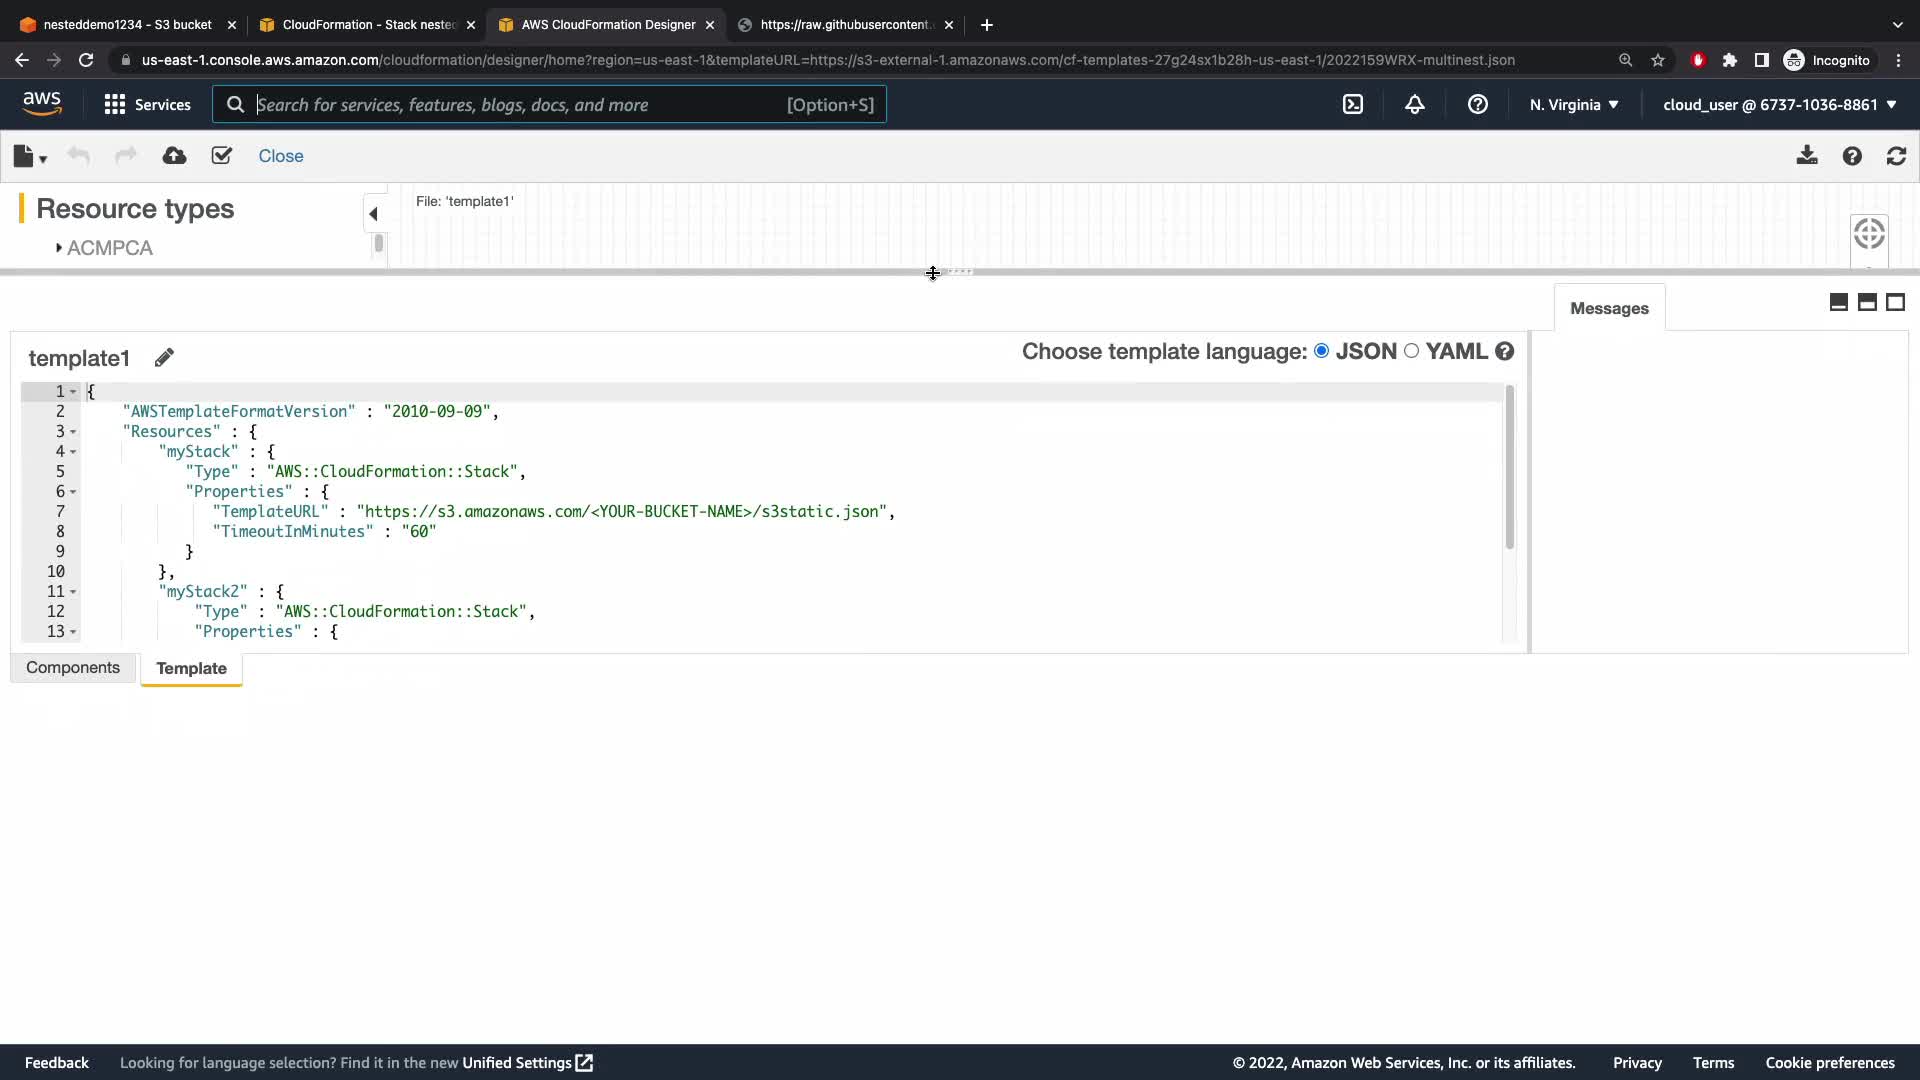 nesteddemo1234 - S3 bucket
CloudFormation - Stack neste
AWS CloudFormation Designer
https://raw.githubusercontent.
us-east-1.console.aws.amazon.com/cloudformation/designer/home?region=us-east-1&templateURL=https://s3-external-1.amazonaws.com/cf-templates-27g24sx1b28h-us-east-1/2022159WRX-multinest.json
Incognito
aws
Services
Search for services, features, blogs, docs, and more
[Option+S]
N. Virginia
cloud_user @ 6737-1036-8861
Close
Resource types
ACMPCA
File: 'template1'
Messages
template1
Choose template language: JSON YAML
1 {
2 "AWSTemplateFormatVersion" : "2010-09-09",
3 "Resources" : {
4 "myStack" : {
5 "Type" : "AWS::CloudFormation::Stack",
6 "Properties" : {
7 "TemplateURL" : "https://s3.amazonaws.com/<YOUR-BUCKET-NAME>/s3static.json",
8 "TimeoutInMinutes" : "60"
9 }
10 },
11 "myStack2" : {
12 "Type" : "AWS::CloudFormation::Stack",
13 "Properties" : {
Components
Template
Feedback
Looking for language selection? Find it in the new Unified Settings
© 2022, Amazon Web Services, Inc. or its affiliates.
Privacy
Terms
Cookie preferences